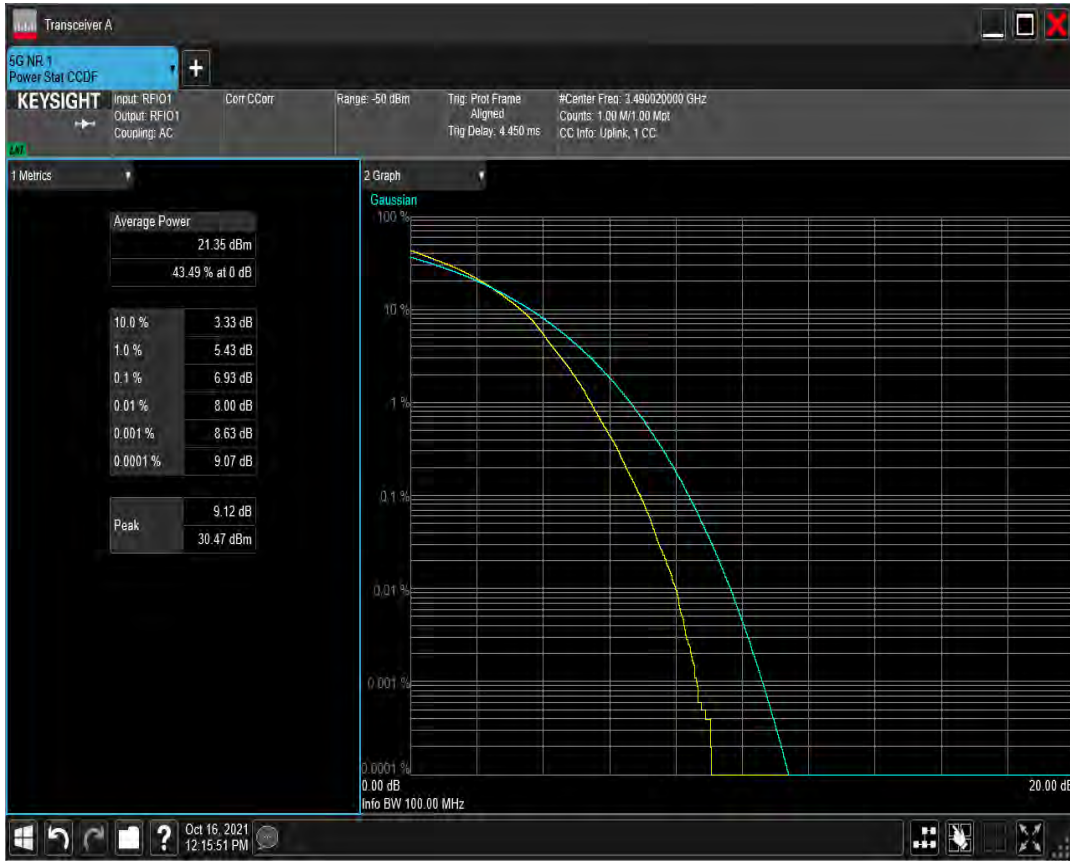 Transceiver A
5G NR 1
Power Stat CCDF
KEYSIGHT
Input: RFIO1
Output: RFIO1
Coupling: AC
Corr CCorr
Range: -50 dBm
Trig: Prot Frame
Aligned
Trig Delay: 4.450 ms
#Center Freq: 3.490020000 GHz
Counts: 1.00 M/1.00 Mpt
CC Info: Uplink, 1 CC
1 Metrics
Average Power
21.35 dBm
43.49 % at 0 dB
10.0 % 3.33 dB
1.0 % 5.43 dB
0.1 % 6.93 dB
0.01 % 8.00 dB
0.001 % 8.63 dB
0.0001 % 9.07 dB
Peak
9.12 dB
30.47 dBm
2 Graph
Gaussian
100 %
10 %
1 %
0.1 %
0.01 %
0.001 %
0.0001 %
0.00 dB 20.00 dB
Info BW 100.00 MHz
Oct 16, 2021
12:15:51 PM